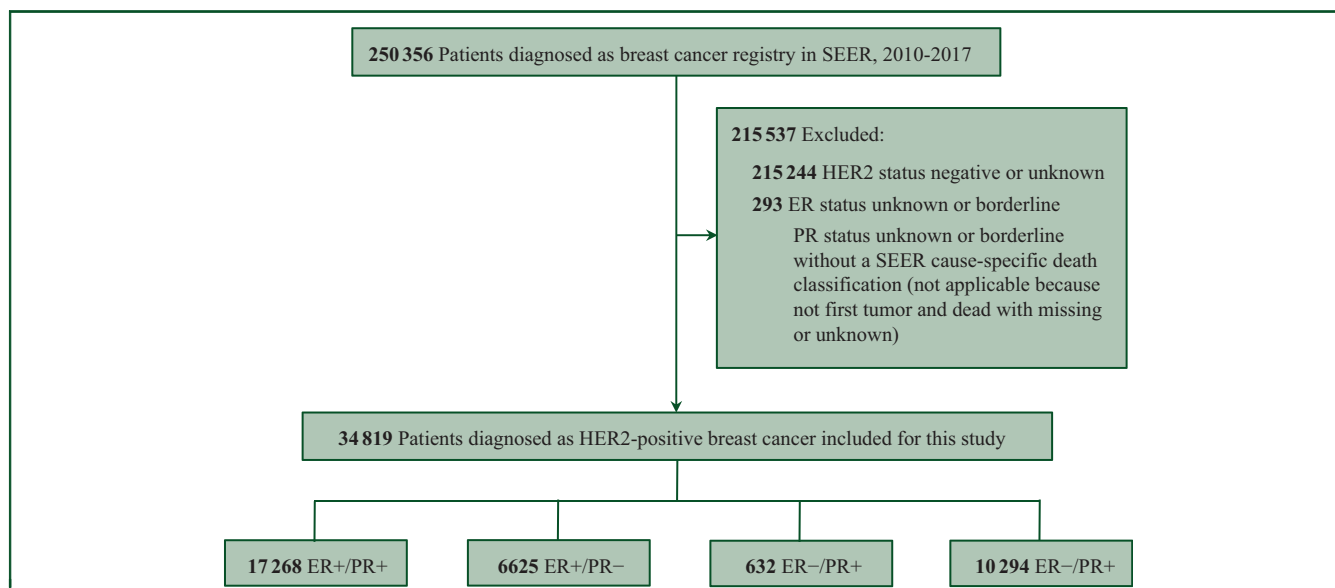 250 356 Patients diagnosed as breast cancer registry in SEER, 2010-2017
215 537 Excluded:
215 244 HER2 status negative or unknown
293 ER status unknown or borderline
PR status unknown or borderline
without a SEER cause-specific death
classification (not applicable because
not first tumor and dead with missing
or unknown)
34 819 Patients diagnosed as HER2-positive breast cancer included for this study
17 268 ER+/PR+
6625 ER+/PR−
632 ER−/PR+
10 294 ER−/PR+